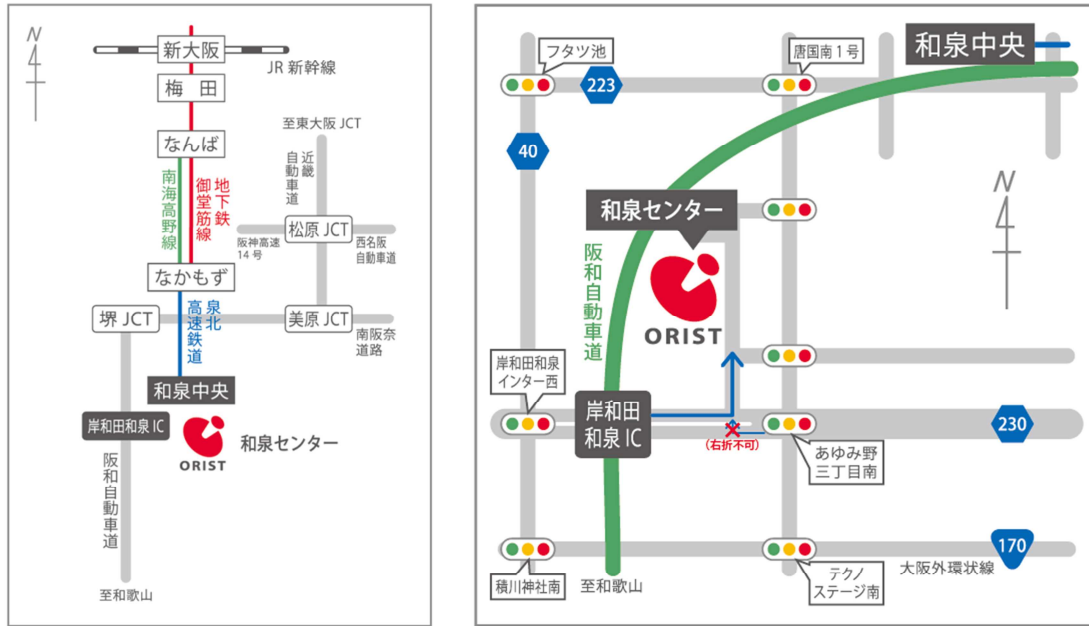 N
新大阪
JR 新幹線
梅 田
至東大阪 JCT
なんば
近畿
自動車道
南海高野線
地下鉄
御堂筋線
松原 JCT
阪神高速
14 号
西名阪
自動車道
なかもず
泉北
高速鉄道
堺 JCT
美原 JCT
南阪奈
道路
和泉中央
岸和田和泉 IC
ORIST
和泉センター
阪和自動車道
至和歌山
フタツ池
223
唐国南1号
和泉中央
40
N
和泉センター
阪和自動車道
ORIST
岸和田和泉
インター西
岸和田
和泉 IC
(右折不可)
230
あゆみ野
三丁目南
170
大阪外環状線
積川神社南
至和歌山
テクノ
ステージ南